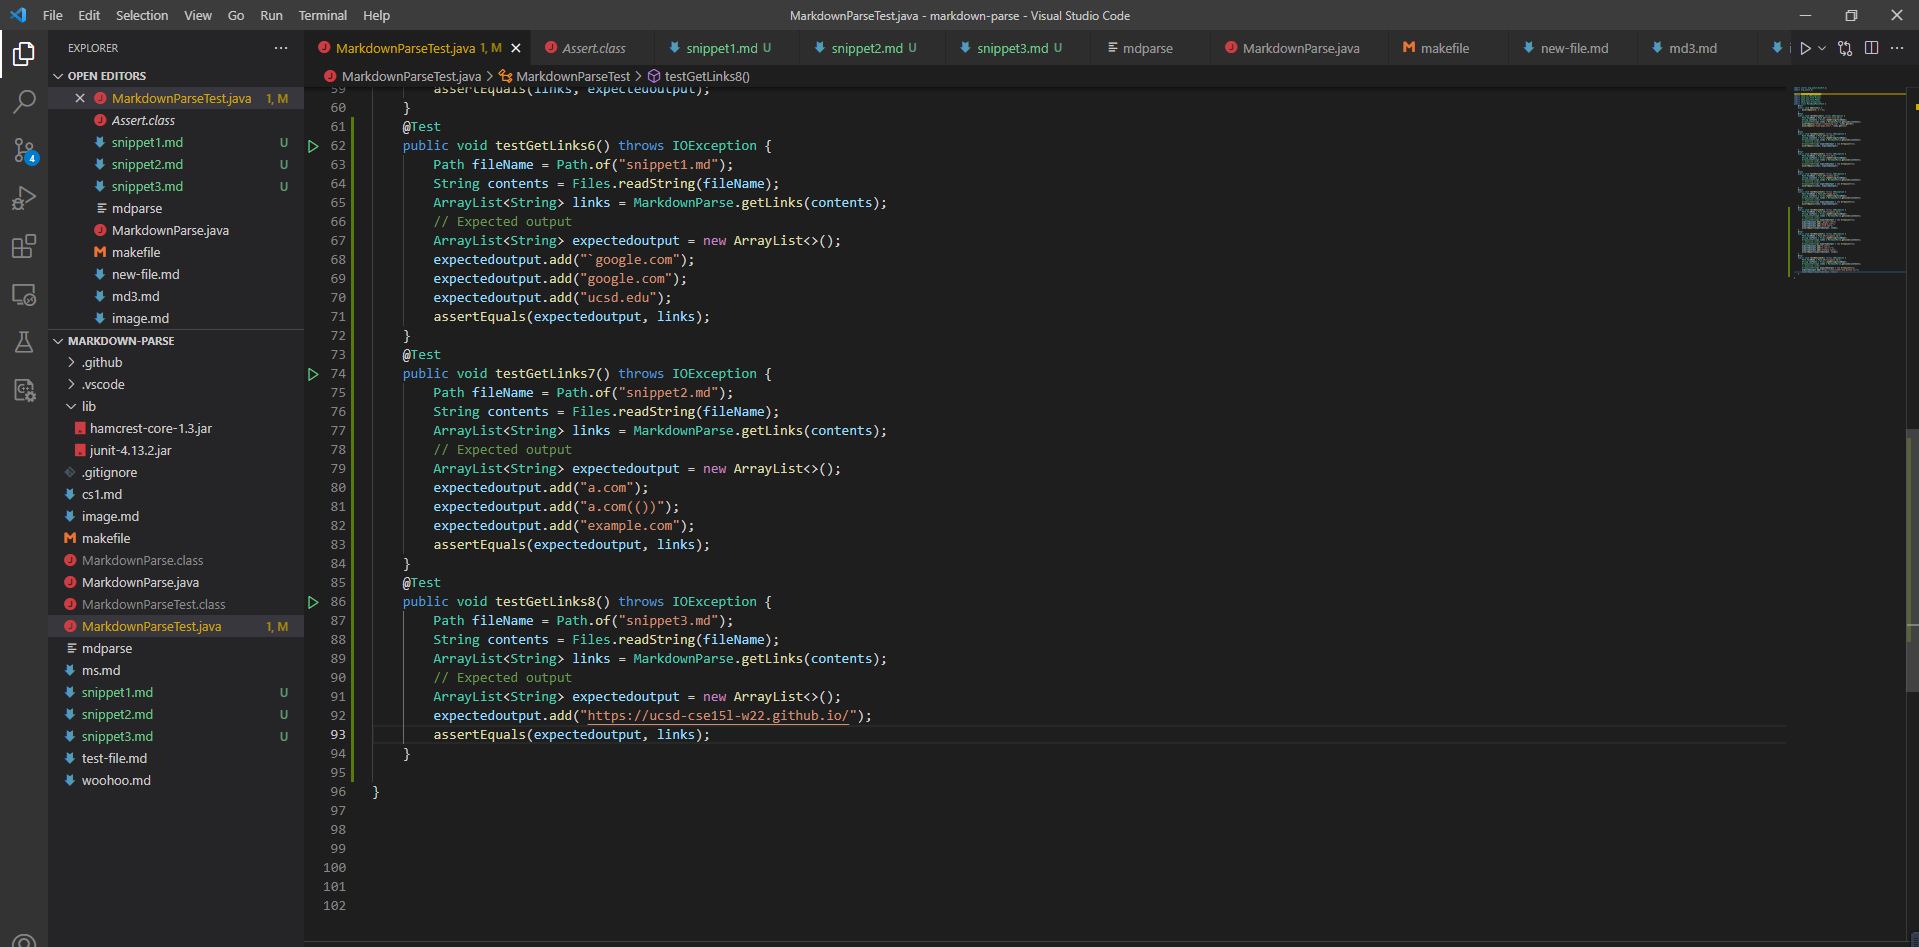 File Edit Selection View Go Run Terminal Help MarkdownParseTest.java - markdown-parse - Visual Studio Code
EXPLORER
MarkdownParseTest.java 1, M Assert.class snippet1.md U snippet2.md U snippet3.md U mdparse MarkdownParse.java makefile new-file.md md3.md
MarkdownParseTest.java > MarkdownParseTest > testGetLinks8()
OPEN EDITORS
MarkdownParseTest.java 1, M
Assert.class
snippet1.md U
snippet2.md U
snippet3.md U
mdparse
MarkdownParse.java
makefile
new-file.md
md3.md
image.md
MARKDOWN-PARSE
.github
.vscode
lib
hamcrest-core-1.3.jar
junit-4.13.2.jar
.gitignore
cs1.md
image.md
makefile
MarkdownParse.class
MarkdownParse.java
MarkdownParseTest.class
MarkdownParseTest.java 1, M
mdparse
ms.md
snippet1.md U
snippet2.md U
snippet3.md U
test-file.md
woohoo.md
4
59 assertEquals(links, expectedoutput);
60 }
61 @Test
62 public void testGetLinks6() throws IOException {
63 Path fileName = Path.of("snippet1.md");
64 String contents = Files.readString(fileName);
65 ArrayList<String> links = MarkdownParse.getLinks(contents);
66 // Expected output
67 ArrayList<String> expectedoutput = new ArrayList<>();
68 expectedoutput.add("`google.com");
69 expectedoutput.add("google.com");
70 expectedoutput.add("ucsd.edu");
71 assertEquals(expectedoutput, links);
72 }
73 @Test
74 public void testGetLinks7() throws IOException {
75 Path fileName = Path.of("snippet2.md");
76 String contents = Files.readString(fileName);
77 ArrayList<String> links = MarkdownParse.getLinks(contents);
78 // Expected output
79 ArrayList<String> expectedoutput = new ArrayList<>();
80 expectedoutput.add("a.com");
81 expectedoutput.add("a.com(())");
82 expectedoutput.add("example.com");
83 assertEquals(expectedoutput, links);
84 }
85 @Test
86 public void testGetLinks8() throws IOException {
87 Path fileName = Path.of("snippet3.md");
88 String contents = Files.readString(fileName);
89 ArrayList<String> links = MarkdownParse.getLinks(contents);
90 // Expected output
91 ArrayList<String> expectedoutput = new ArrayList<>();
92 expectedoutput.add("https://ucsd-cse15l-w22.github.io/");
93 assertEquals(expectedoutput, links);
94 }
95
96 }
97
98
99
100
101
102